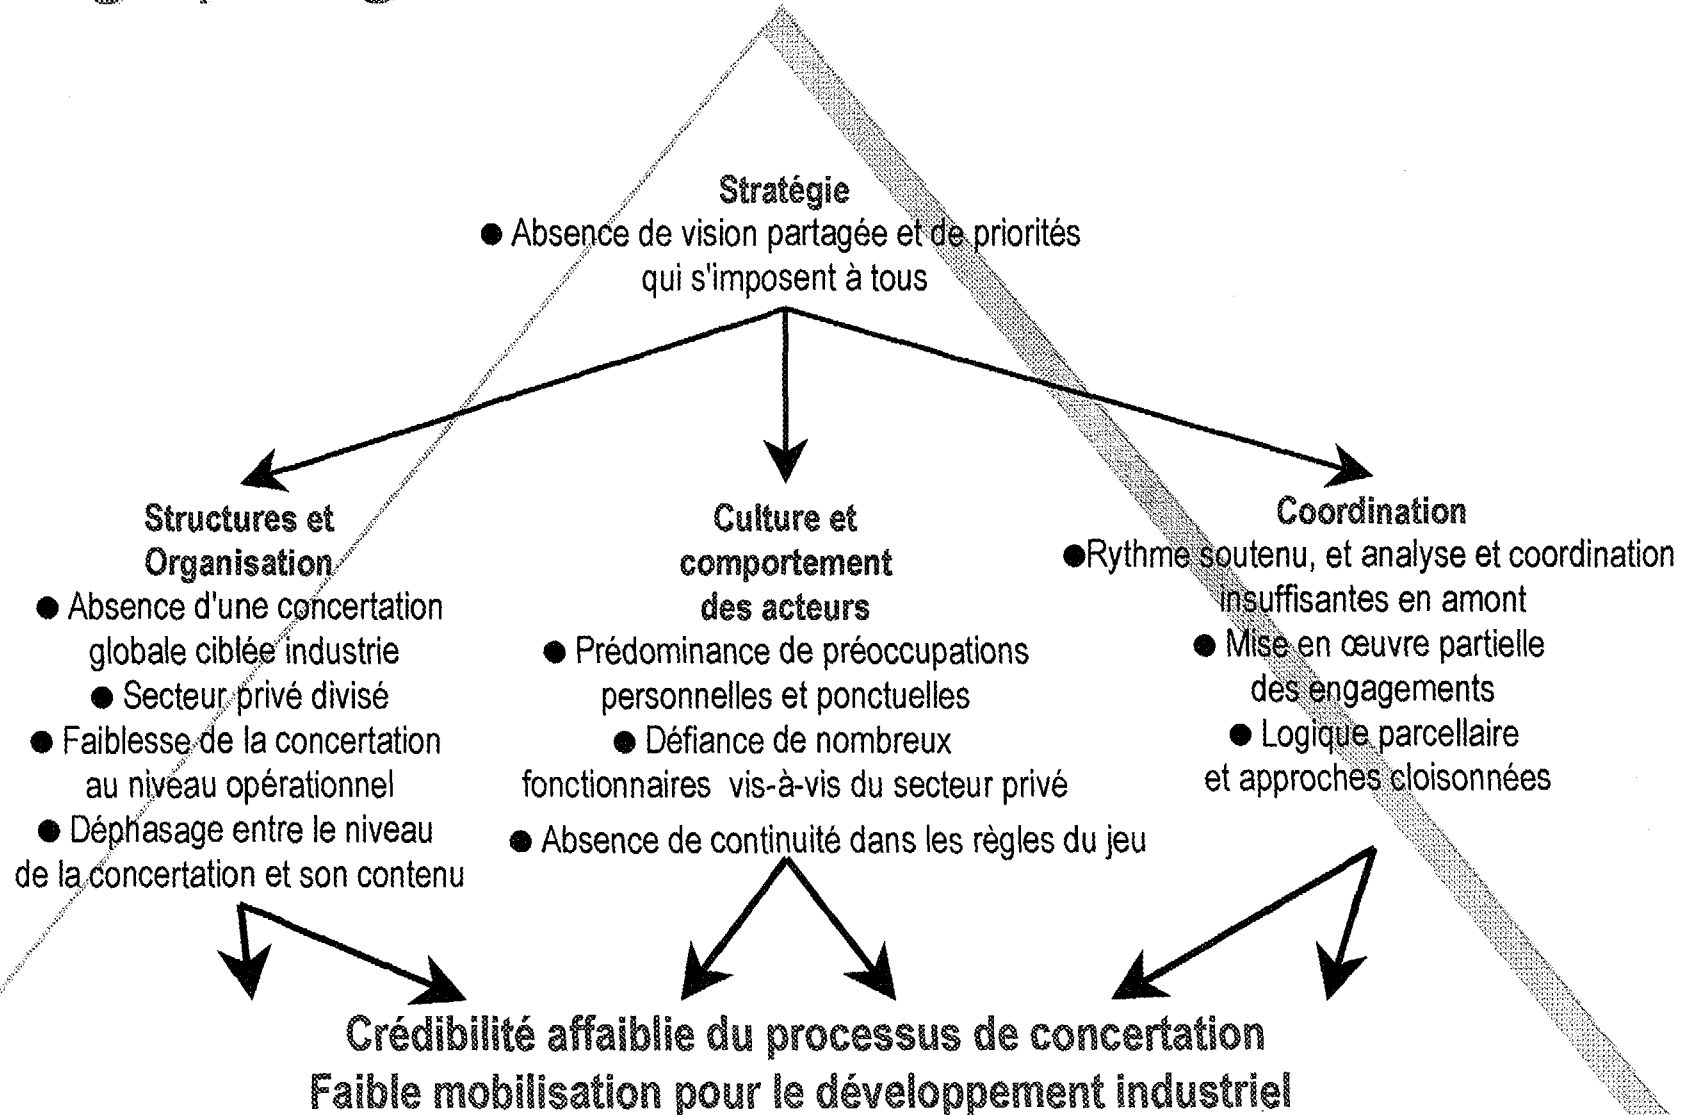 Stratégie
● Absence de vision partagée et de priorités
qui s'imposent à tous
Structures et
Organisation
● Absence d'une concertation
globale ciblée industrie
● Secteur privé divisé
● Faiblesse de la concertation
au niveau opérationnel
● Déphasage entre le niveau
de la concertation et son contenu
Culture et
comportement
des acteurs
● Prédominance de préoccupations
personnelles et ponctuelles
● Défiance de nombreux
fonctionnaires vis-à-vis du secteur privé
● Absence de continuité dans les règles du jeu
Coordination
●Rythme soutenu, et analyse et coordination
insuffisantes en amont
● Mise en œuvre partielle
des engagements
● Logique parcellaire
et approches cloisonnées
Crédibilité affaiblie du processus de concertation
Faible mobilisation pour le développement industriel